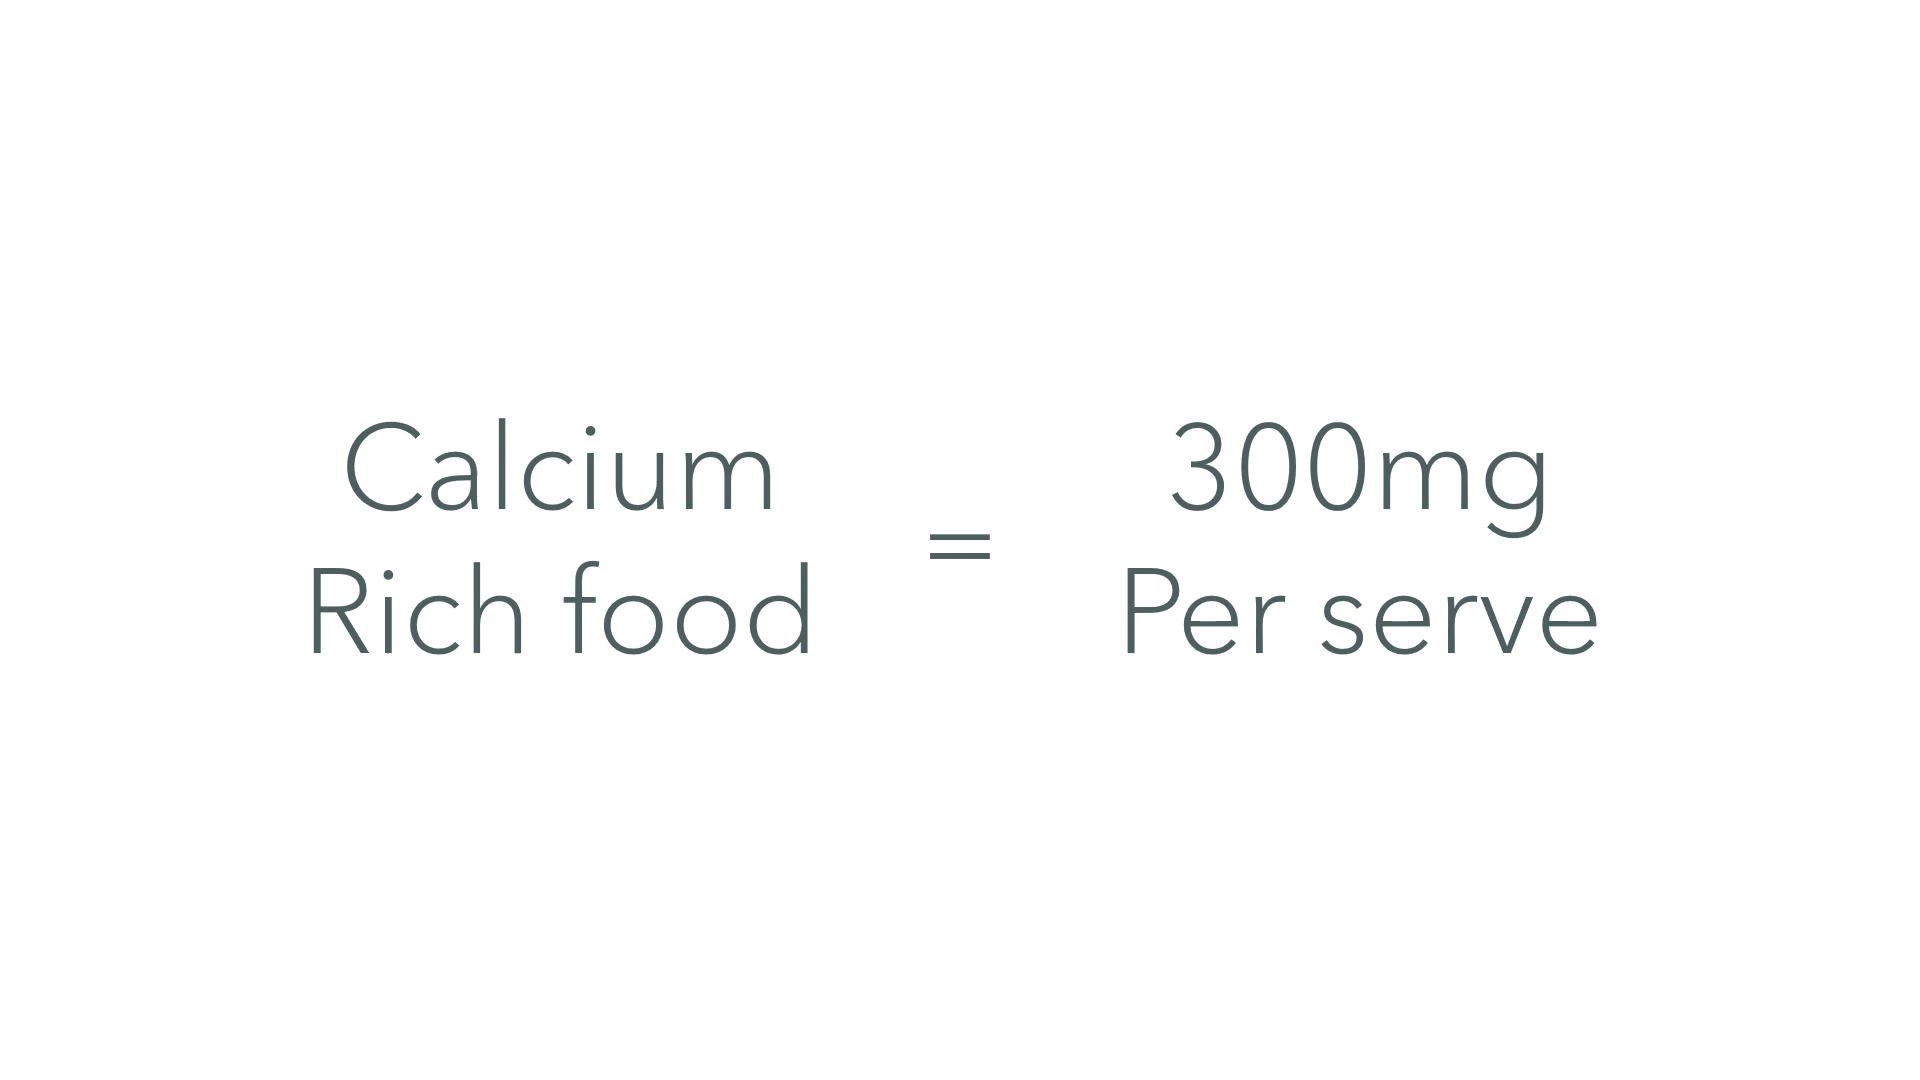 Calcium
Rich food
=
300mg
Per serve